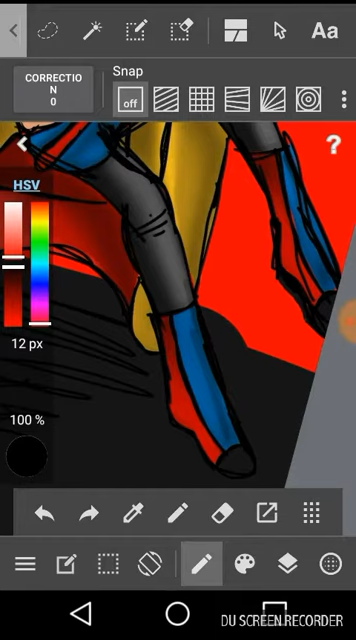 Aa
CORRECTIO
N
0
Snap
off
?
HSV
12 px
100 %
DU SCREEN RECORDER